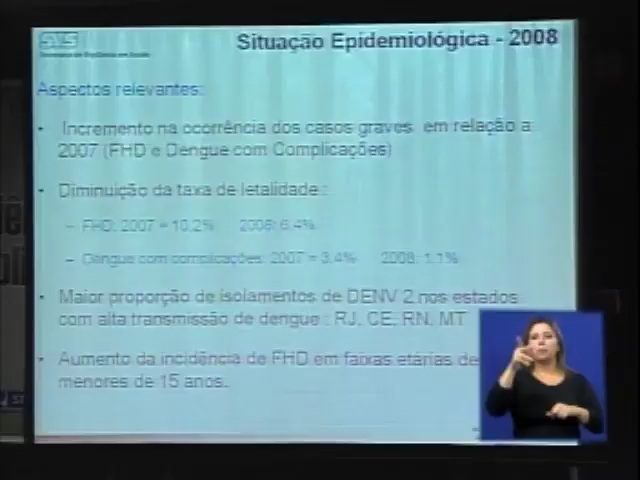 SVS
Situação Epidemiológica - 2008
Aspectos relevantes:
• Incremento na ocorrência dos casos graves em relação a
2007 (FHD e Dengue com Complicações)
• Diminuição da taxa de letalidade :
– FHD: 2007 = 10,2% 2008: 6,4%
– Dengue com complicações: 2007 = 3,4% 2008: 1,1%
• Maior proporção de isolamentos de DENV 2 nos estados
com alta transmissão de dengue : RJ, CE, RN, MT
• Aumento da incidência de FHD em faixas etárias de
menores de 15 anos.